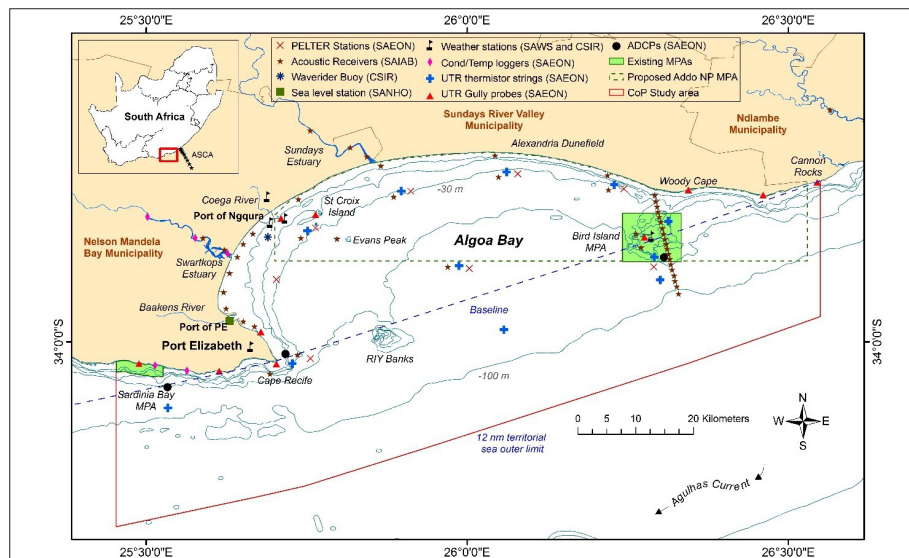 25°30'0"E
26°0'0"E
26°30'0"E
South Africa
ASCA
PELTER Stations (SAEON)
Acoustic Receivers (SAIAB)
Waverider Buoy (CSIR)
Sea level station (SANHO)
Weather stations (SAWS and CSIR)
Cond/Temp loggers (SAEON)
UTR thermistor strings (SAEON)
UTR Gully probes (SAEON)
ADCPs (SAEON)
Existing MPAs
Proposed Addo NP MPA
CoP Study area
Sundays River Valley
Municipality
Ndlambe
Municipality
Sundays
Estuary
Alexandria Dunefield
Cannon
Rocks
Woody Cape
-30 m
Coega River
Port of Ngqura
St Croix
Island
Evans Peak
Algoa Bay
Bird Island
MPA
Nelson Mandela
Bay Municipality
Swartkops
Estuary
Baakens River
Port of PE
Port Elizabeth
Baseline
RIY Banks
34°0'0"S
34°0'0"S
Cape Recife
-100 m
Sardinia Bay
MPA
0 5 10 20 Kilometers
N
W E
S
12 nm territorial
sea outer limit
Agulhas Current
25°30'0"E
26°0'0"E
26°30'0"E